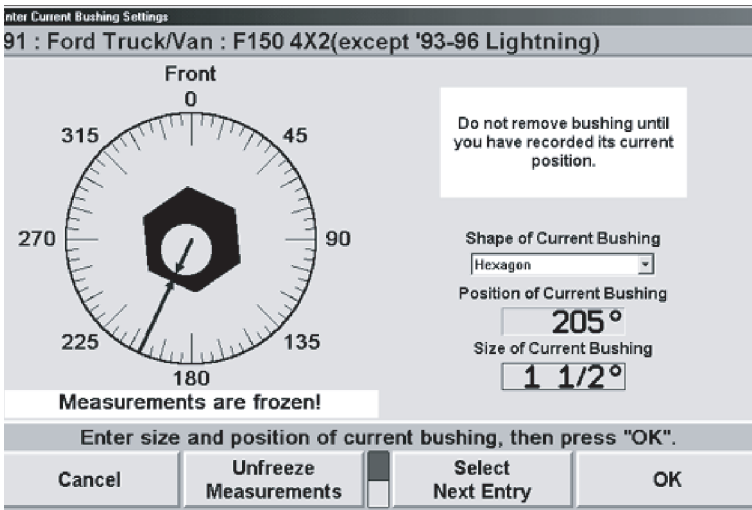 nter Current Bushing Settings
91 : Ford Truck/Van : F150 4X2(except '93-96 Lightning)
Front
0
315
45
270
90
225
135
180
Measurements are frozen!
Do not remove bushing until
you have recorded its current
position.
Shape of Current Bushing
Hexagon
Position of Current Bushing
205°
Size of Current Bushing
1 1/2°
Enter size and position of current bushing, then press "OK".
Cancel
Unfreeze
Measurements
Select
Next Entry
OK